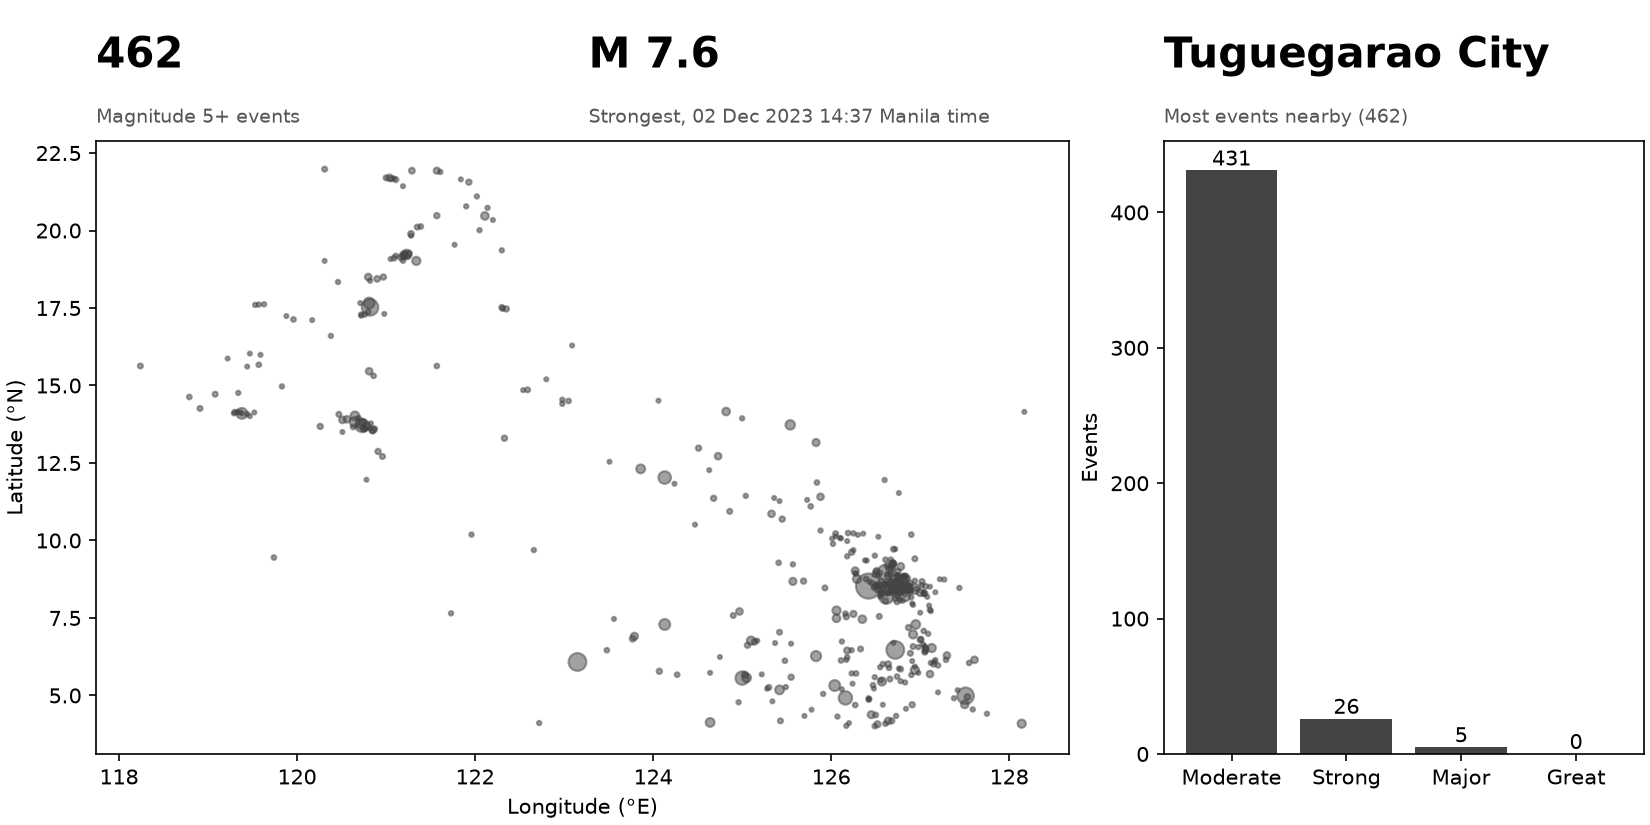 462
Magnitude 5+ events
M 7.6
Strongest, 02 Dec 2023 14:37 Manila time
Tuguegarao City
Most events nearby (462)
22.5
20.0
17.5
15.0
12.5
10.0
7.5
5.0
Latitude (°N)
118
120
122
124
126
128
Longitude (°E)
400
300
200
100
0
Events
431
26
5
0
Moderate
Strong
Major
Great